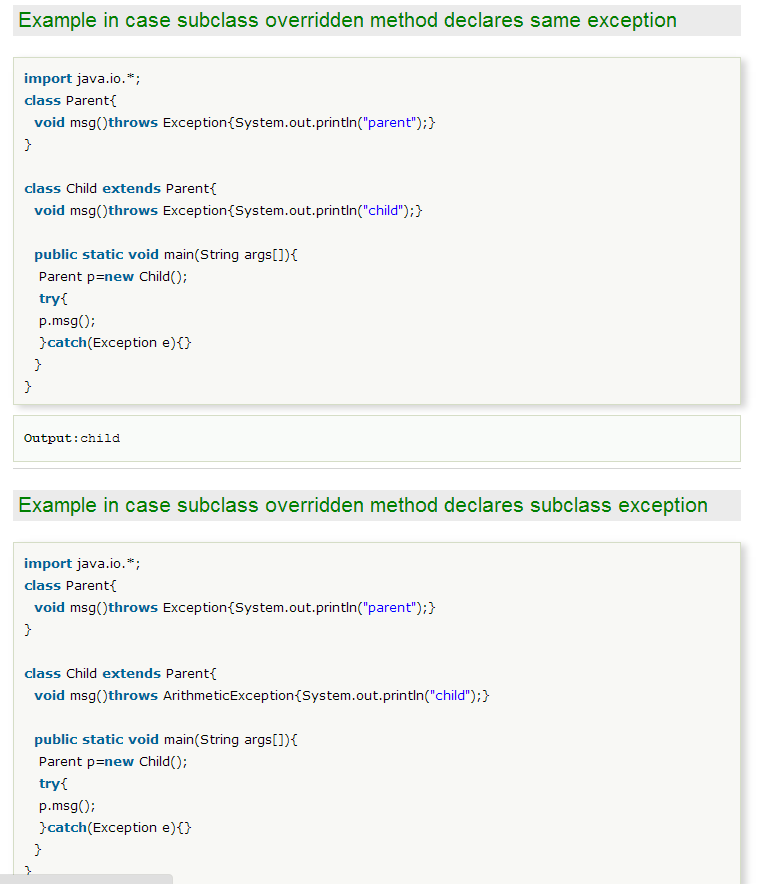 Example in case subclass overridden method declares same exception
import java.io.*;
class Parent{
void msg()throws Exception{System.out.println("parent");}
}
class Child extends Parent{
void msg()throws Exception{System.out.println("child");}
public static void main(String args[]){
Parent p=new Child();
try{
p.msg();
}catch(Exception e){}
}
}
Output:child
Example in case subclass overridden method declares subclass exception
import java.io.*;
class Parent{
void msg()throws Exception{System.out.println("parent");}
}
class Child extends Parent{
void msg()throws ArithmeticException{System.out.println("child");}
public static void main(String args[]){
Parent p=new Child();
try{
p.msg();
}catch(Exception e){}
}
}